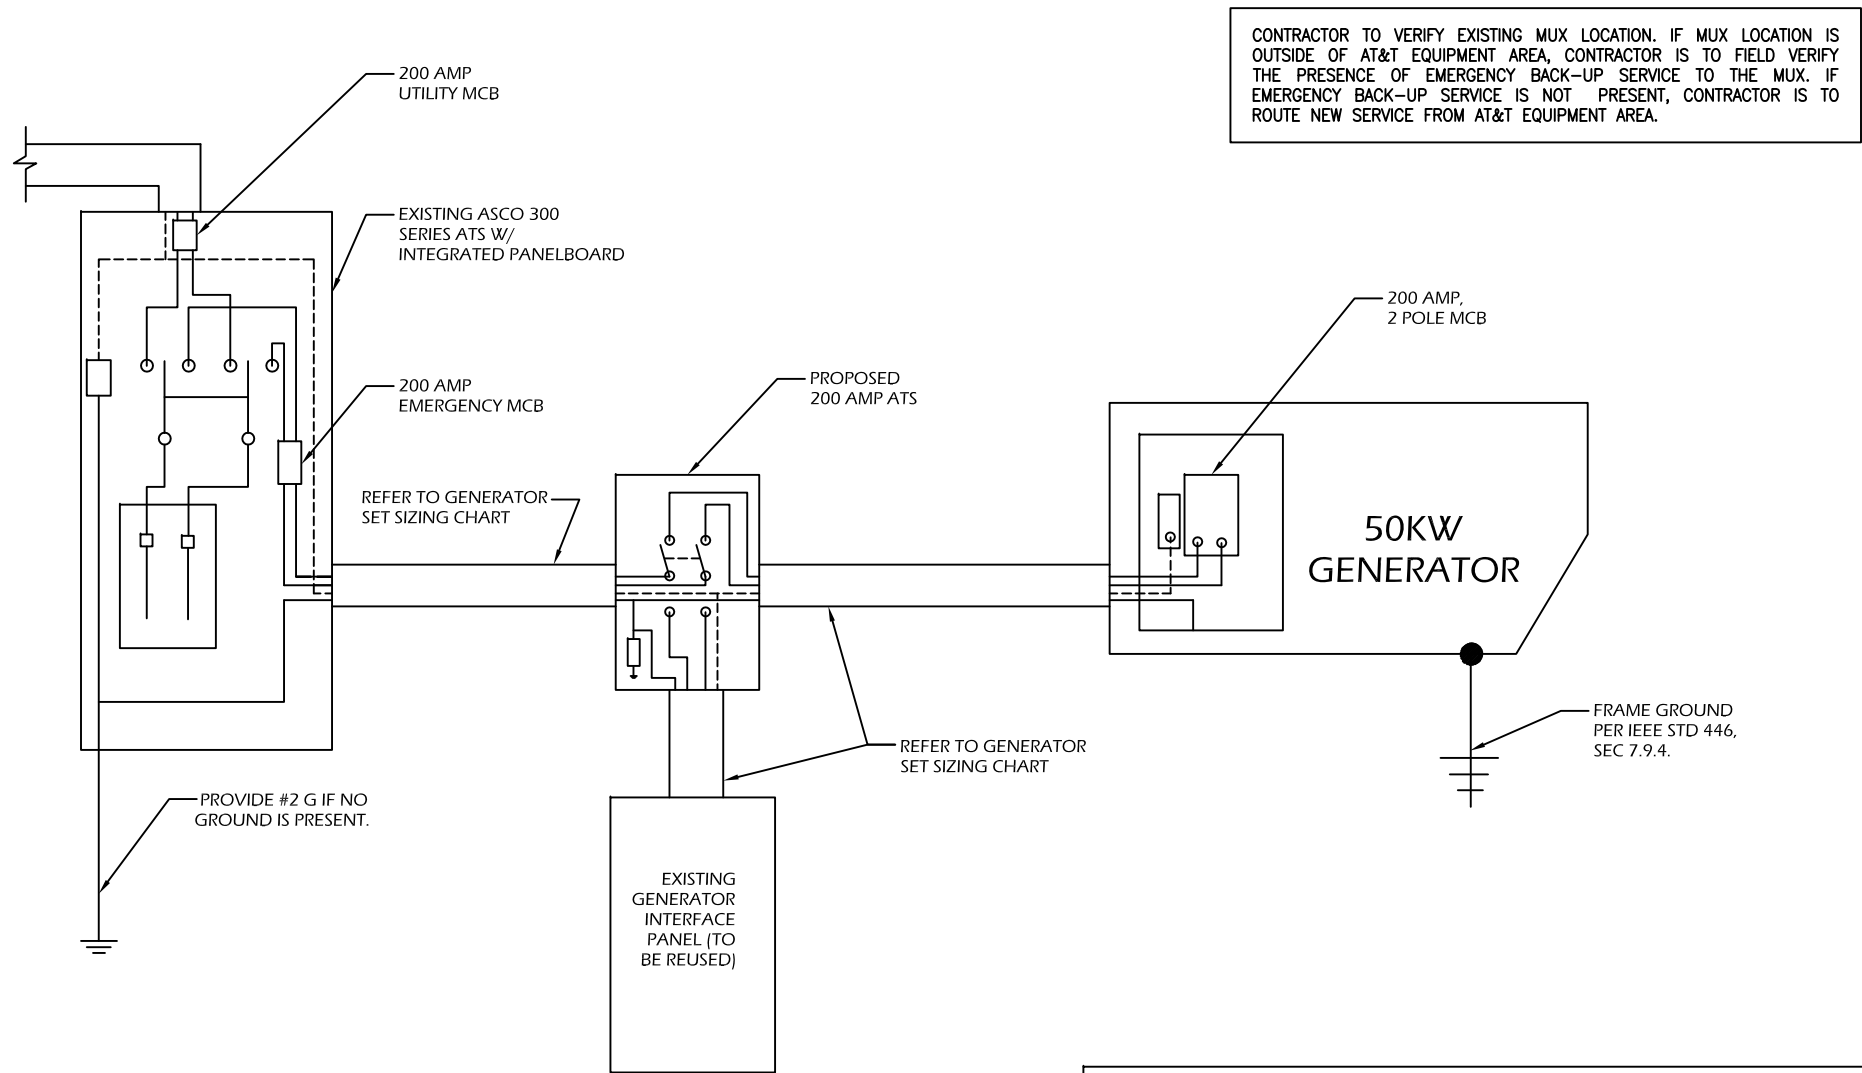 CONTRACTOR TO VERIFY EXISTING MUX LOCATION. IF MUX LOCATION IS
OUTSIDE OF AT&T EQUIPMENT AREA, CONTRACTOR IS TO FIELD VERIFY
THE PRESENCE OF EMERGENCY BACK-UP SERVICE TO THE MUX. IF
EMERGENCY BACK-UP SERVICE IS NOT PRESENT, CONTRACTOR IS TO
ROUTE NEW SERVICE FROM AT&T EQUIPMENT AREA.
200 AMP
UTILITY MCB
EXISTING ASCO 300
SERIES ATS W/
INTEGRATED PANELBOARD
200 AMP,
2 POLE MCB
200 AMP
EMERGENCY MCB
PROPOSED
200 AMP ATS
REFER TO GENERATOR
SET SIZING CHART
50KW
GENERATOR
FRAME GROUND
PER IEEE STD 446,
SEC 7.9.4.
REFER TO GENERATOR
SET SIZING CHART
PROVIDE #2 G IF NO
GROUND IS PRESENT.
EXISTING
GENERATOR
INTERFACE
PANEL (TO
BE REUSED)